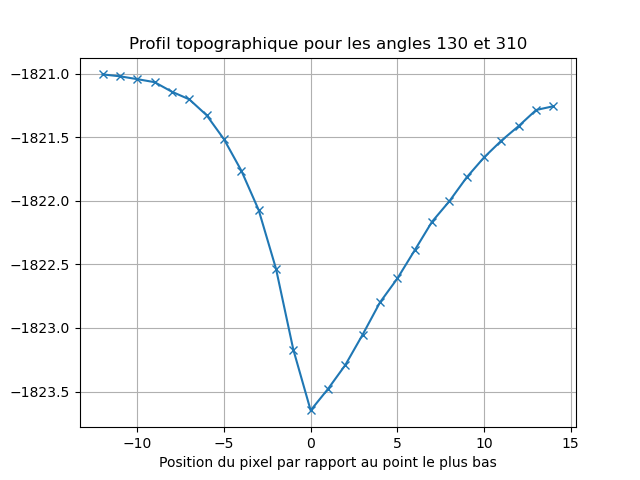 Profil topographique pour les angles 130 et 310
−1821.0
−1821.5
−1822.0
−1822.5
−1823.0
−1823.5
−10 −5 0 5 10 15
Position du pixel par rapport au point le plus bas